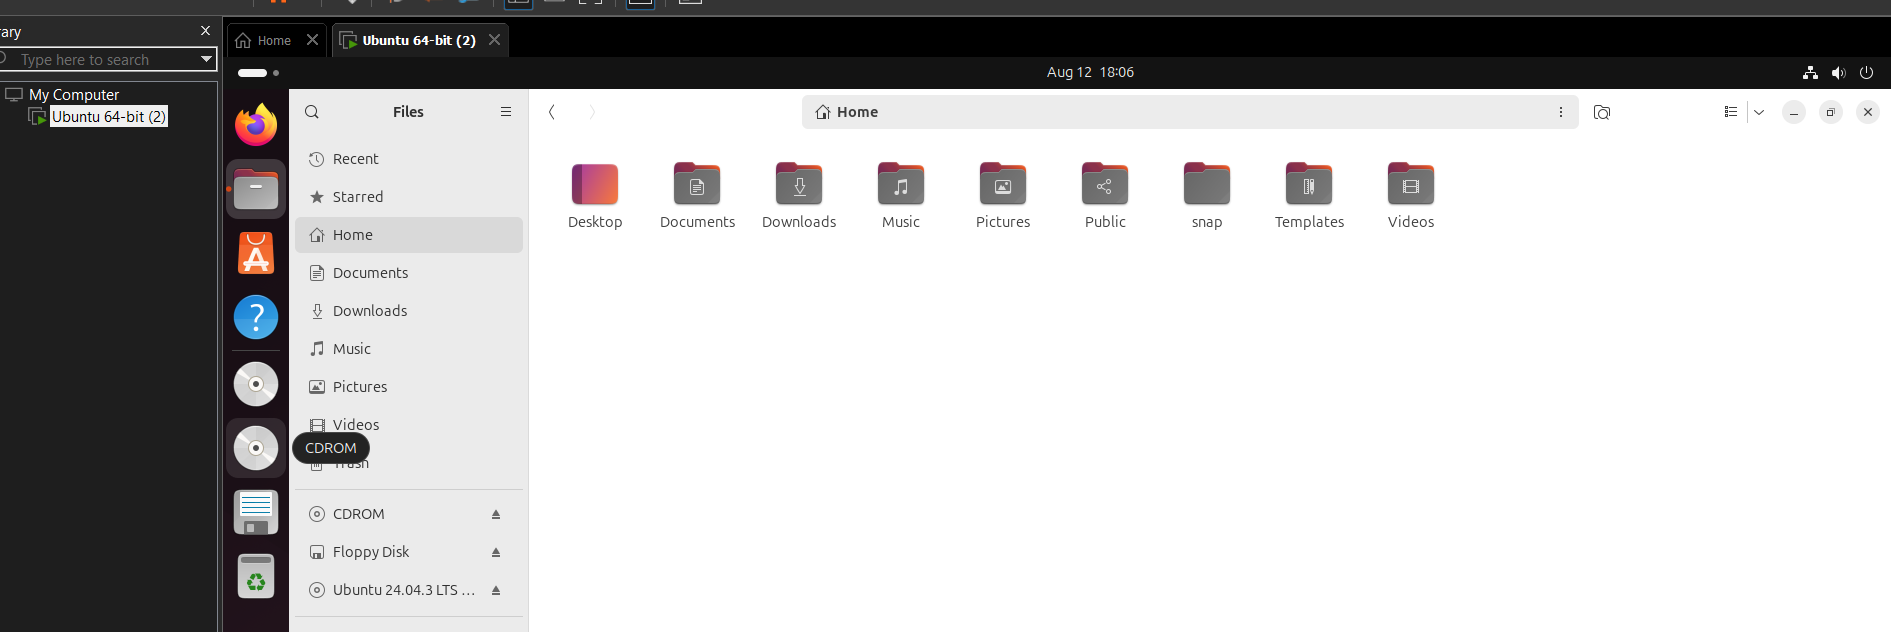 rary
Type here to search
My Computer
Ubuntu 64-bit (2)
Home
Ubuntu 64-bit (2)
Aug 12 18:06
Files
Recent
Starred
Home
Documents
Downloads
Music
Pictures
Videos
Trash
CDROM
CDROM
Floppy Disk
Ubuntu 24.04.3 LTS ...
Home
Desktop
Documents
Downloads
Music
Pictures
Public
snap
Templates
Videos